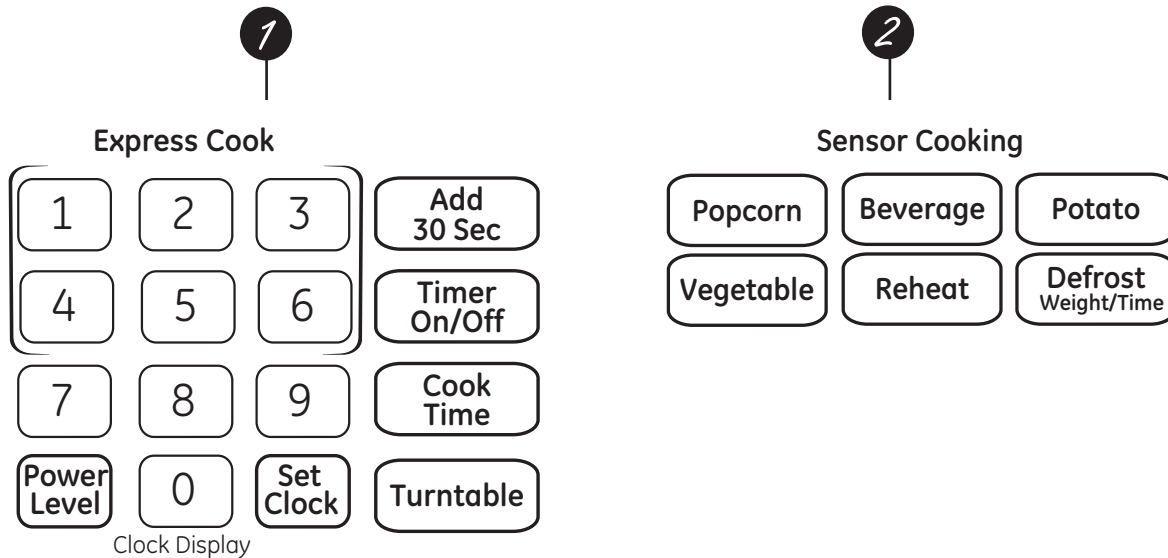 1
2
Express Cook
1 2 3
Add
30 Sec
4 5 6
Timer
On/Off
7 8 9
Cook
Time
Power
Level
0
Set
Clock
Turntable
Clock Display
Sensor Cooking
Popcorn
Beverage
Potato
Vegetable
Reheat
Defrost
Weight/Time